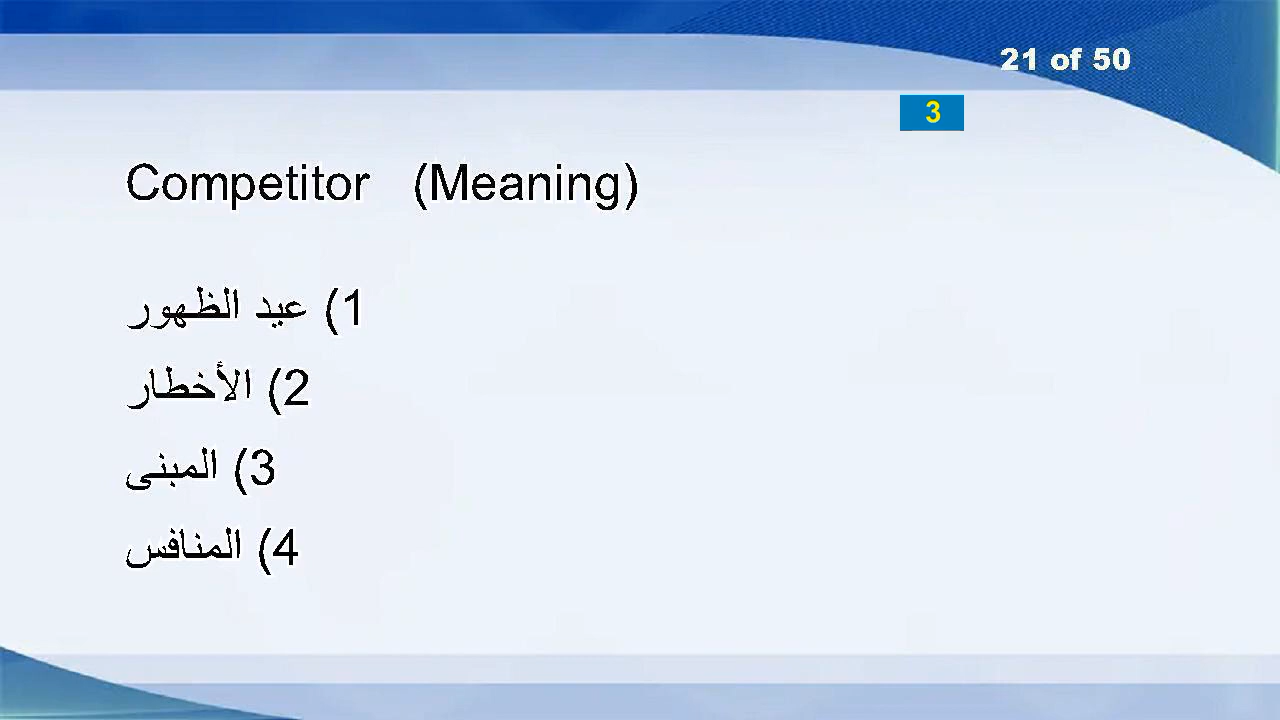 21 of 50
3
Competitor (Meaning)
1) عيد الظهور
2) الأخطار
3) المبنى
4) المنافس